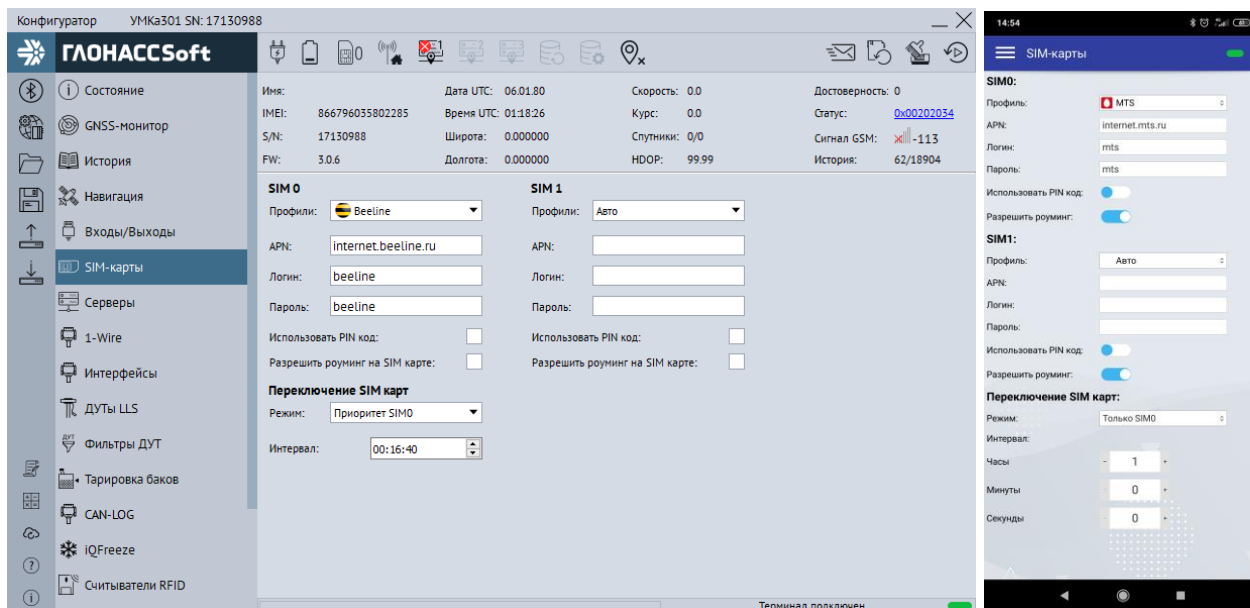 Конфигуратор УМКа301 SN: 17130988
ГЛОНАССSoft
Состояние
GNSS-монитор
История
Навигация
Входы/Выходы
SIM-карты
Серверы
1-Wire
Интерфейсы
ДУТы LLS
Фильтры ДУТ
Тарировка баков
CAN-LOG
iQFreeze
Считыватели RFID
Имя: Дата UTC: 06.01.80 Скорость: 0.0 Достоверность: 0
IMEI: 866796035802285 Время UTC: 01:18:26 Курс: 0.0 Статус: 0x00202034
S/N: 17130988 Широта: 0.000000 Спутники: 0/0 Сигнал GSM: -113
FW: 3.0.6 Долгота: 0.000000 HDOP: 99.99 История: 62/18904
SIM 0 SIM 1
Профили: Beeline Профили: Авто
APN: internet.beeline.ru APN:
Логин: beeline Логин:
Пароль: beeline Пароль:
Использовать PIN код: Использовать PIN код:
Разрешить роуминг на SIM карте: Разрешить роуминг на SIM карте:
Переключение SIM карт
Режим: Приоритет SIM0
Интервал: 00:16:40
Терминал подключен
14:54
SIM-карты
SIM0:
Профиль: MTS
APN: internet.mts.ru
Логин: mts
Пароль: mts
Использовать PIN код:
Разрешить роуминг:
SIM1:
Профиль: Авто
APN:
Логин:
Пароль:
Использовать PIN код:
Разрешить роуминг:
Переключение SIM карт:
Режим: Только SIM0
Интервал:
Часы - 1 +
Минуты - 0 +
Секунды - 0 +